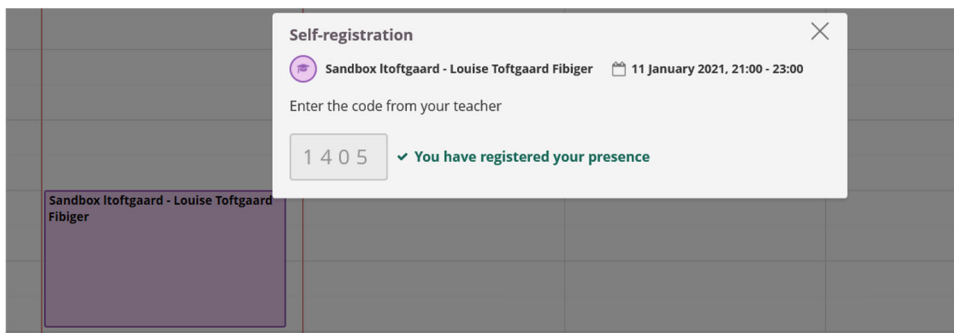 Self-registration
Sandbox ltoftgaard - Louise Toftgaard Fibiger 11 January 2021, 21:00 - 23:00
Enter the code from your teacher
1405 ✓ You have registered your presence
Sandbox ltoftgaard - Louise Toftgaard
Fibiger